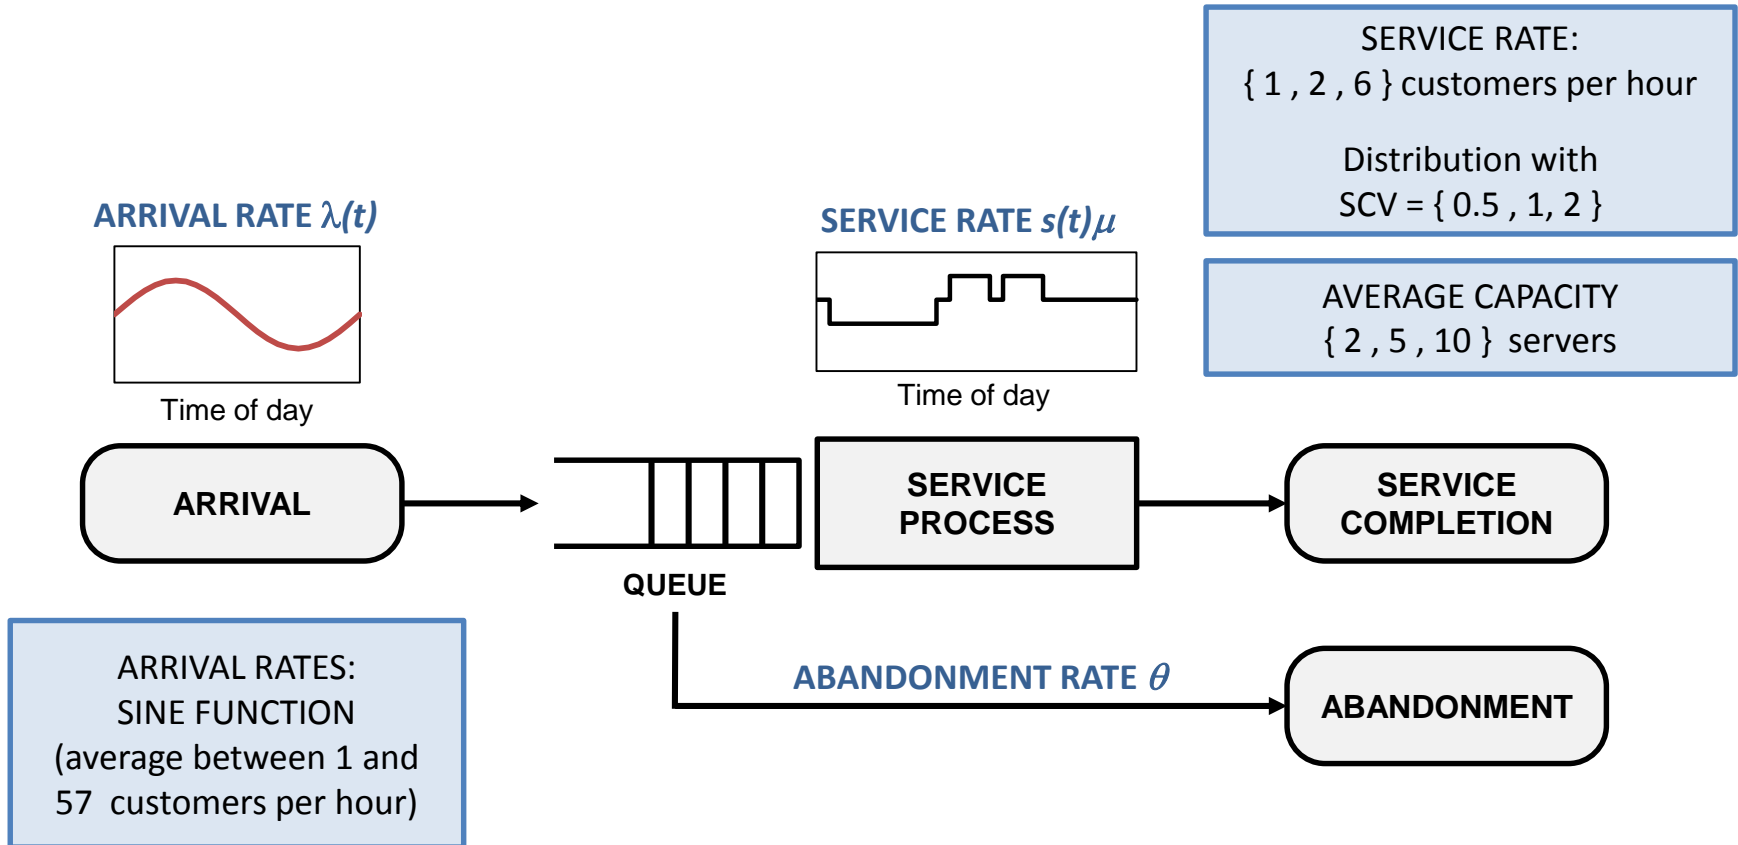 SERVICE RATE:
{ 1 , 2 , 6 } customers per hour
Distribution with
SCV = { 0.5 , 1, 2 }
ARRIVAL RATE λ(t)
SERVICE RATE s(t)μ
AVERAGE CAPACITY
{ 2 , 5 , 10 } servers
Time of day
Time of day
ARRIVAL
SERVICE
PROCESS
SERVICE
COMPLETION
QUEUE
ARRIVAL RATES:
SINE FUNCTION
(average between 1 and
57 customers per hour)
ABANDONMENT RATE θ
ABANDONMENT